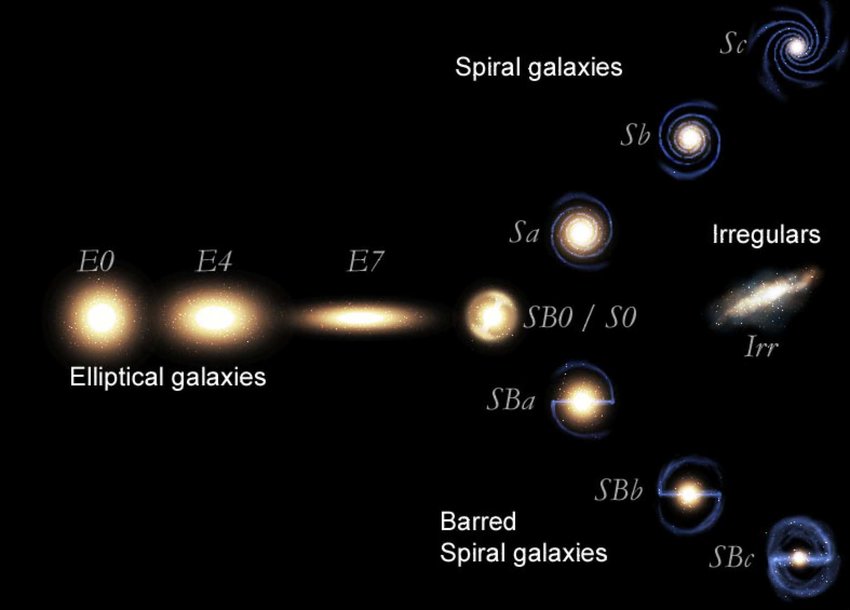 Sc
Spiral galaxies
Sb
Sa
Irregulars
E0 E4 E7
SB0 / S0
Irr
Elliptical galaxies
SBa
SBb
Barred
Spiral galaxies
SBc